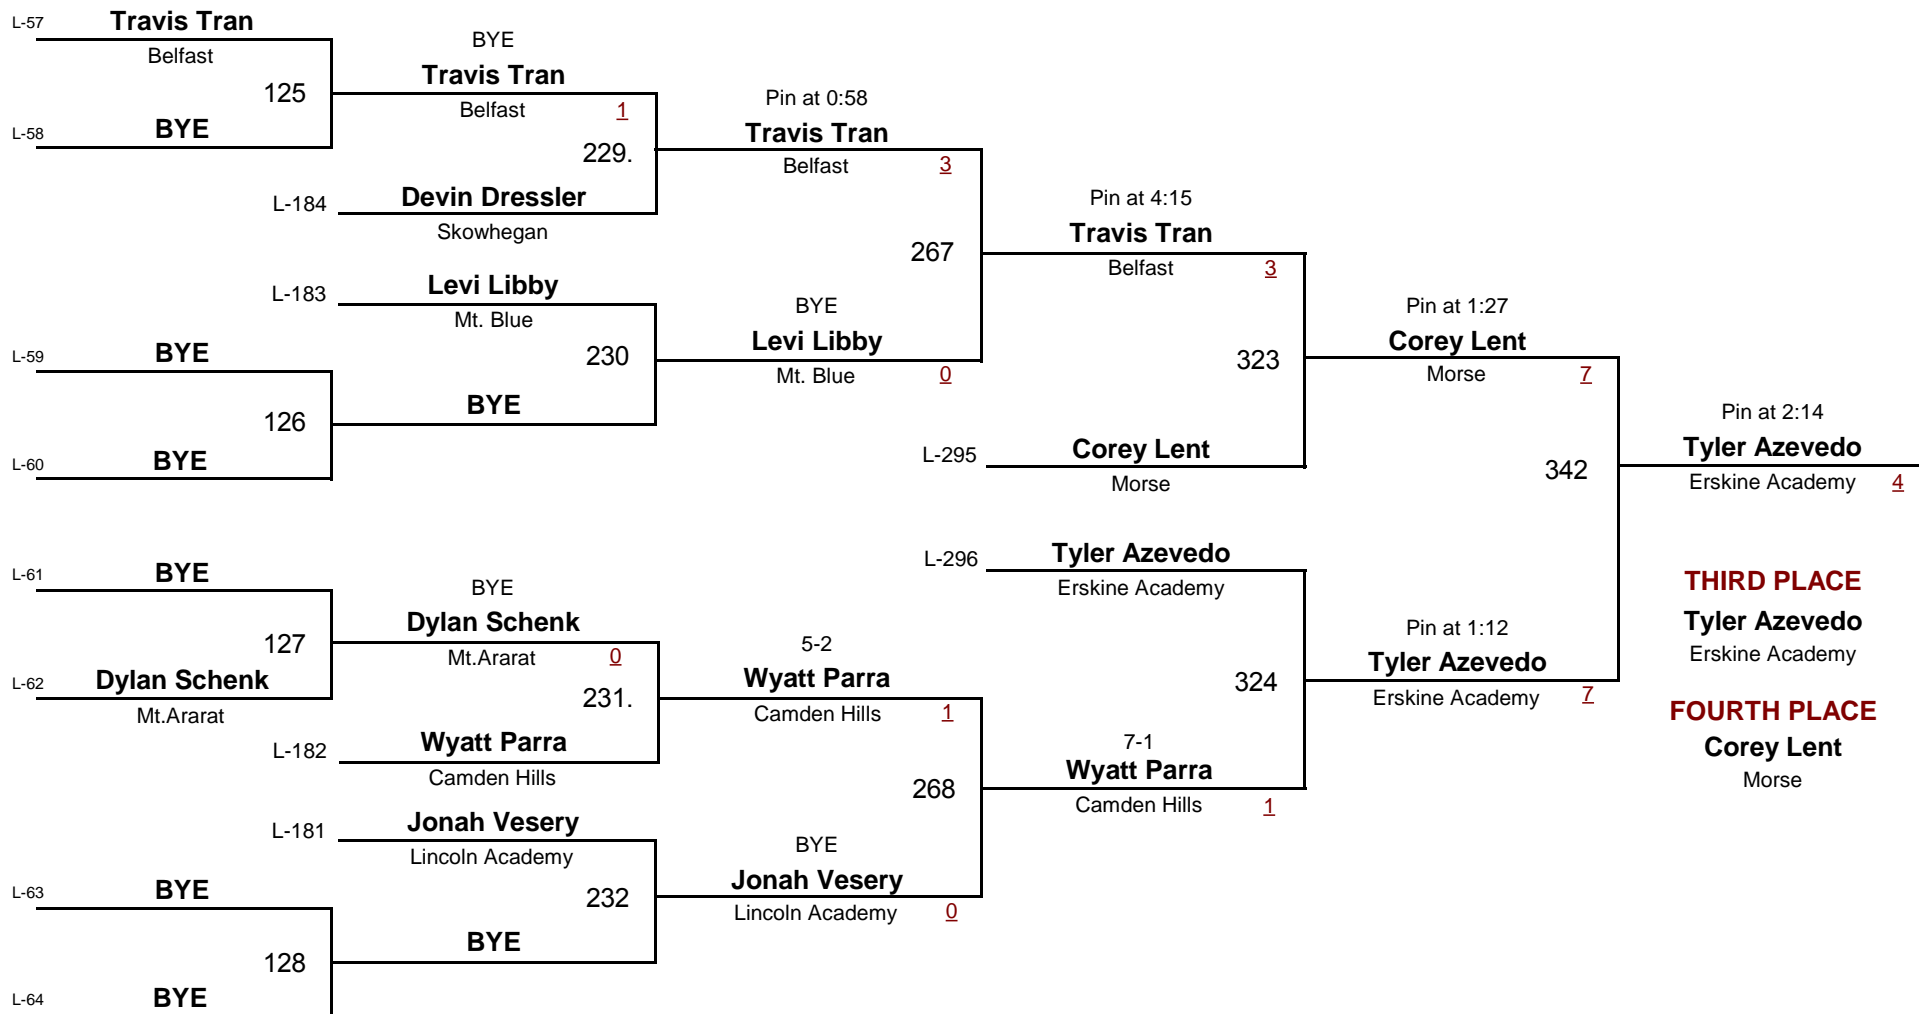 L-57 Travis Tran
Belfast
125
L-58 BYE
BYE
Travis Tran
Belfast 1
229.
L-184 Devin Dressler
Skowhegan
L-183 Levi Libby
Mt. Blue
230
L-59 BYE
126
BYE
L-60 BYE
Pin at 0:58
Travis Tran
Belfast 3
267
BYE
Levi Libby
Mt. Blue 0
Pin at 4:15
Travis Tran
Belfast 3
323
L-295 Corey Lent
Morse
Pin at 1:27
Corey Lent
Morse 7
342
Pin at 2:14
Tyler Azevedo
Erskine Academy 4
L-61 BYE
127
L-62 Dylan Schenk
Mt.Ararat
BYE
Dylan Schenk
Mt.Ararat 0
231.
L-182 Wyatt Parra
Camden Hills
L-181 Jonah Vesery
Lincoln Academy
232
L-63 BYE
128
BYE
L-64 BYE
5-2
Wyatt Parra
Camden Hills 1
268
BYE
Jonah Vesery
Lincoln Academy 0
L-296 Tyler Azevedo
Erskine Academy
324
7-1
Wyatt Parra
Camden Hills 1
Pin at 1:12
Tyler Azevedo
Erskine Academy 7
THIRD PLACE
Tyler Azevedo
Erskine Academy
FOURTH PLACE
Corey Lent
Morse